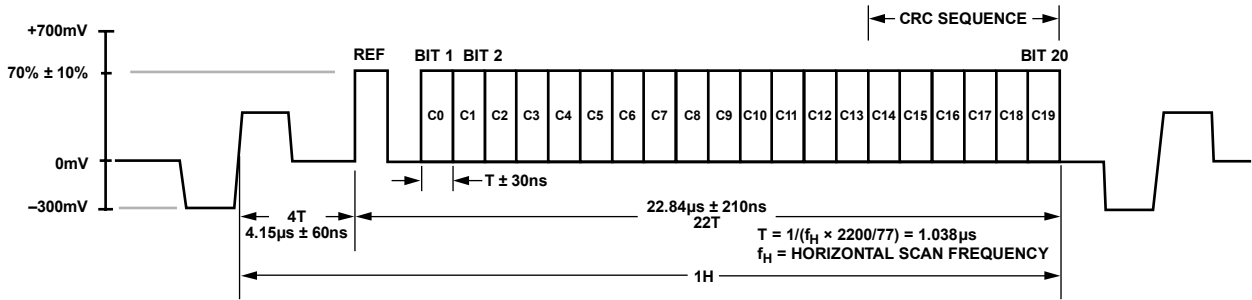 +700mV
CRC SEQUENCE
REF
BIT 1
BIT 2
BIT 20
70% ± 10%
C0
C1
C2
C3
C4
C5
C6
C7
C8
C9
C10
C11
C12
C13
C14
C15
C16
C17
C18
C19
0mV
T ± 30ns
–300mV
4T
4.15µs ± 60ns
22.84µs ± 210ns
22T
T = 1/(fH × 2200/77) = 1.038µs
fH = HORIZONTAL SCAN FREQUENCY
1H